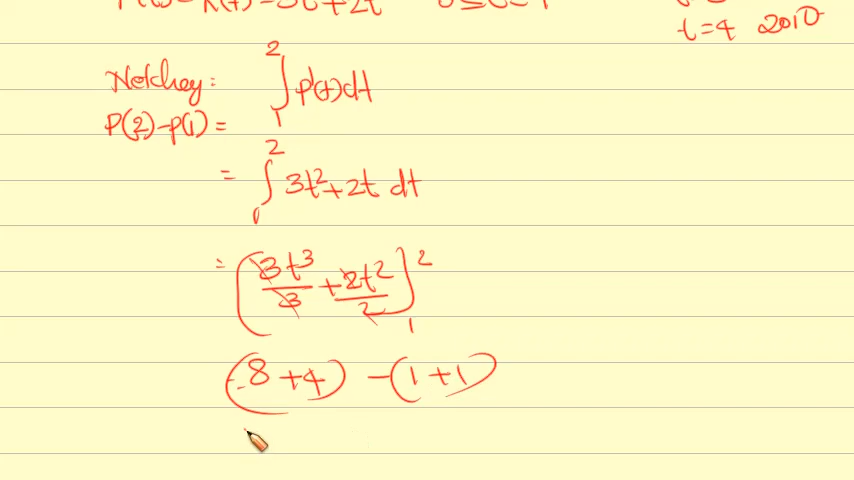 t=4 2010
∫₁² P'(t)dt
P(2)-P(1) =
= ∫₁² 3t²+2t dt
= (3t³/3 + 2t²/2)₁²
(8+4) - (1+1)